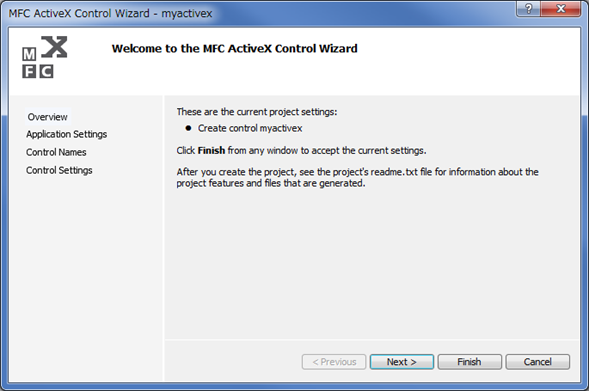 MFC ActiveX Control Wizard - myactivex
?
X
M
F C
Welcome to the MFC ActiveX Control Wizard
Overview
Application Settings
Control Names
Control Settings
These are the current project settings:
● Create control myactivex
Click Finish from any window to accept the current settings.
After you create the project, see the project's readme.txt file for information about the
project features and files that are generated.
< Previous
Next >
Finish
Cancel